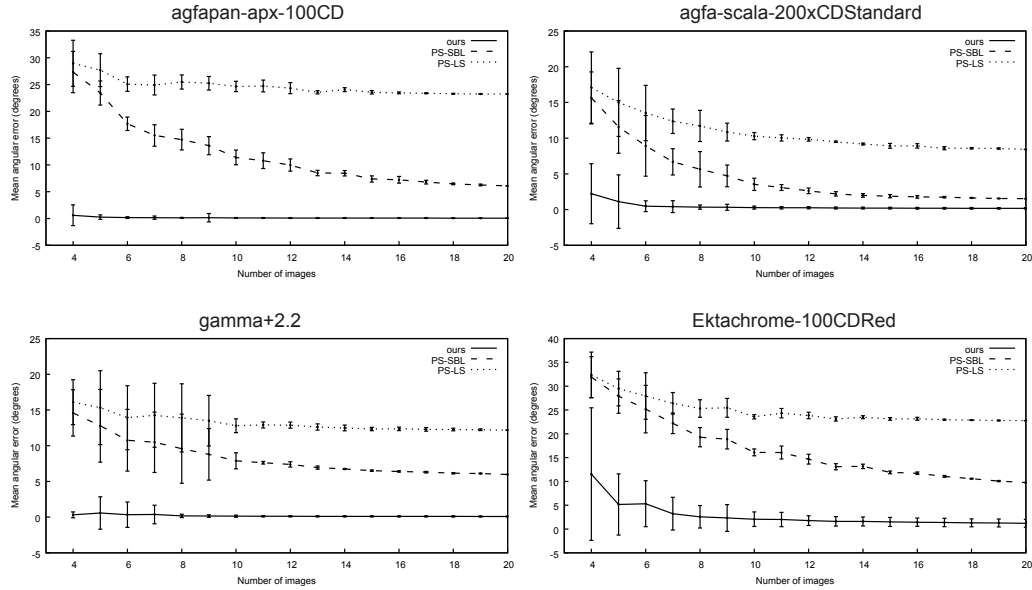 agfapan-apx-100CD
35
30
25
20
15
10
5
0
-5
Mean angular error (degrees)
ours
PS-SBL
PS-LS
4 6 8 10 12 14 16 18 20
Number of images
agfa-scala-200xCDStandard
25
20
15
10
5
0
-5
Mean angular error (degrees)
ours
PS-SBL
PS-LS
4 6 8 10 12 14 16 18 20
Number of images
gamma+2.2
25
20
15
10
5
0
-5
Mean angular error (degrees)
ours
PS-SBL
PS-LS
4 6 8 10 12 14 16 18 20
Number of images
Ektachrome-100CDRed
40
35
30
25
20
15
10
5
0
-5
Mean angular error (degrees)
ours
PS-SBL
PS-LS
4 6 8 10 12 14 16 18 20
Number of images